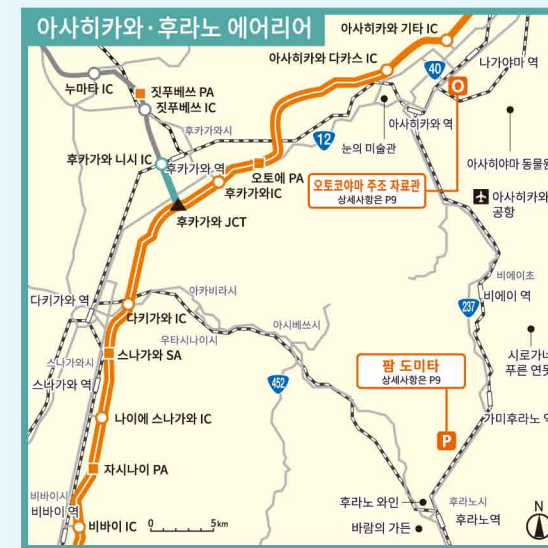 아사히카와·후라노 에어리어
아사히카와 기타 IC
아사히카와 다카스 IC
40
나가야마 역
누마타 IC
짓푸베쓰 PA
짓푸베쓰 IC
O
후카가와시
12
눈의 미술관
아사히카와 역
후카가와 니시 IC
후카가와 역
오토에 PA
후카가와IC
아사히야마 동물원
오토코야마 주조 자료관
상세사항은 P9
아사히카와
공항
후카가와 JCT
비에이초
아카비라시
비에이 역
다키가와 역
다키가와 IC
237
아시베쓰시
우타시나이시
스나가와 SA
시로가네
푸른 연못
스나가와시
스나가와 역
팜 도미타
상세사항은 P9
452
나이에 스나가와 IC
가미후라노 역
P
자시나이 PA
비바이시
비바이 역
비바이 IC
0 5km
후라노 와인
후라노시
후라노역
바람의 가든
N